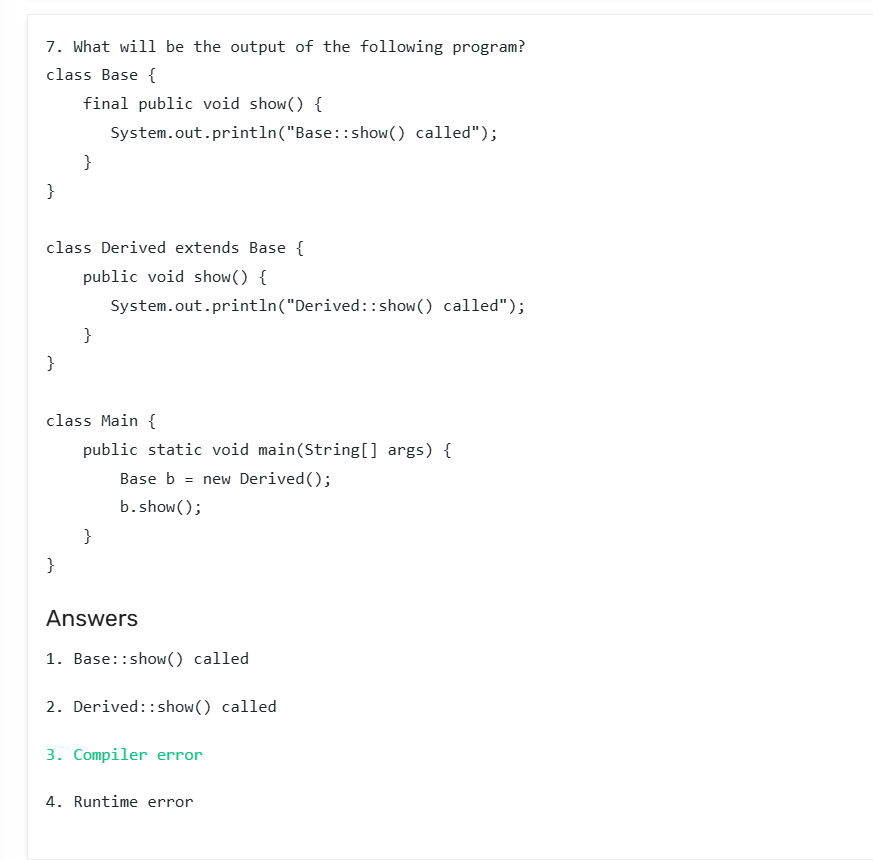 7. What will be the output of the following program?
class Base {
    final public void show() {
       System.out.println("Base::show() called");
    }
}
class Derived extends Base {
    public void show() {
       System.out.println("Derived::show() called");
    }
}
class Main {
    public static void main(String[] args) {
        Base b = new Derived();
        b.show();
    }
}
Answers
1. Base::show() called
2. Derived::show() called
3. Compiler error
4. Runtime error